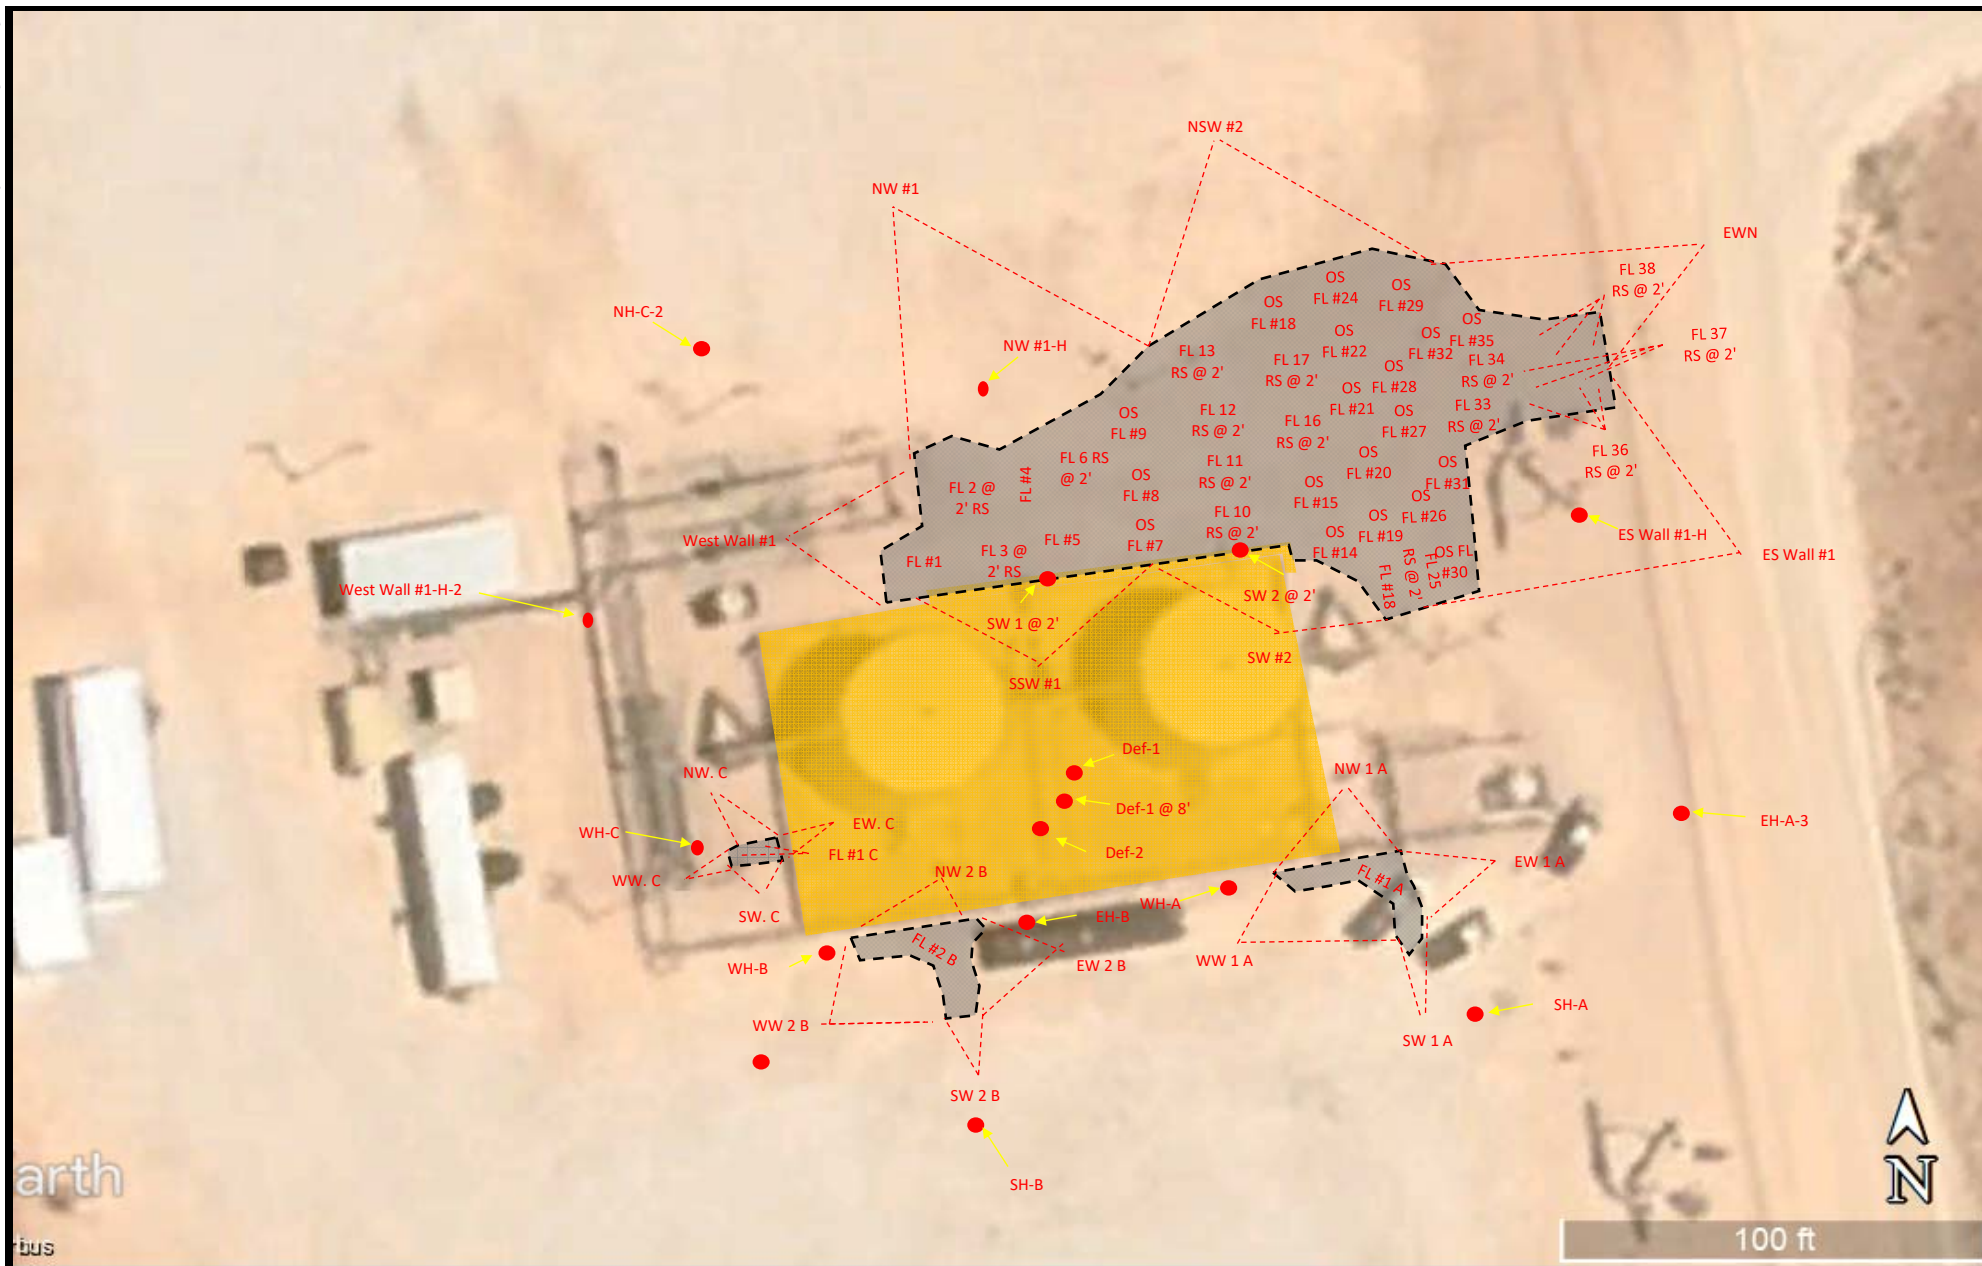 NSW #2
NW #1
EWN
FL 38
RS @ 2'
OS
FL #24
OS
FL #29
OS
FL #18
NH-C-2
OS
FL #35
OS
FL #32
OS
FL #22
FL 37
RS @ 2'
NW #1-H
FL 13
RS @ 2'
FL 17
RS @ 2'
FL 34
RS @ 2'
OS
FL #28
OS
FL #21
FL 12
RS @ 2'
OS
FL #9
FL 16
RS @ 2'
OS
FL #27
FL 33
RS @ 2'
FL 36
RS @ 2'
FL 6 RS
@ 2'
FL #4
FL 2 @
2' RS
OS
FL #8
FL 11
RS @ 2'
OS
FL #20
OS
FL #31
OS
FL #15
OS
FL #26
FL 10
RS @ 2'
OS
FL #7
OS
FL #19
OS
FL #14
ES Wall #1-H
West Wall #1
FL #5
FL 3 @
2' RS
FL #1
OS FL
#30
FL 25
RS @ 2'
FL #18
ES Wall #1
West Wall #1-H-2
SW 2 @ 2'
SW 1 @ 2'
SW #2
SSW #1
Def-1
NW 1 A
NW. C
Def-1 @ 8'
EW. C
EH-A-3
WH-C
FL #1 C
Def-2
EW 1 A
NW 2 B
WW. C
FL #1 A
WH-A
SW. C
EH-B
FL #2 B
WH-B
EW 2 B
WW 1 A
SH-A
WW 2 B
SW 1 A
SW 2 B
SH-B
arth
N
100 ft